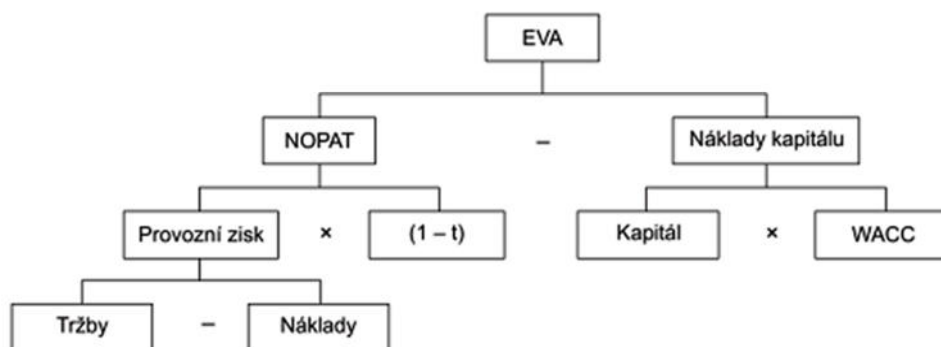 EVA
NOPAT – Náklady kapitálu
Provozní zisk × (1 – t) Kapitál × WACC
Tržby – Náklady